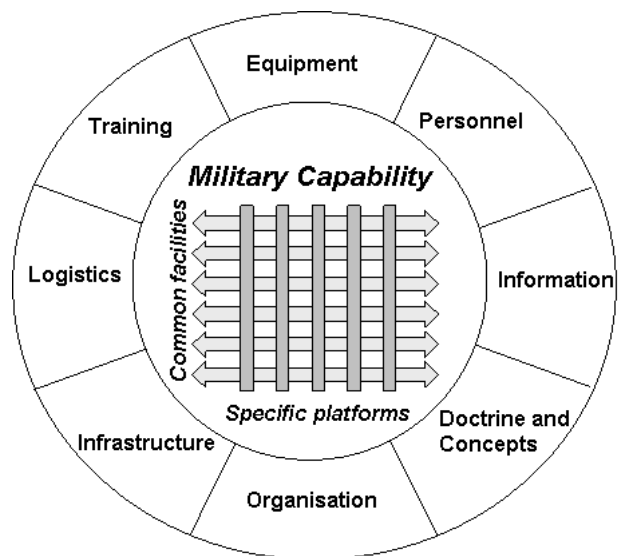 Equipment
Training
Personnel
Military Capability
Common facilities
Logistics
Information
Specific platforms
Infrastructure
Doctrine and
Concepts
Organisation